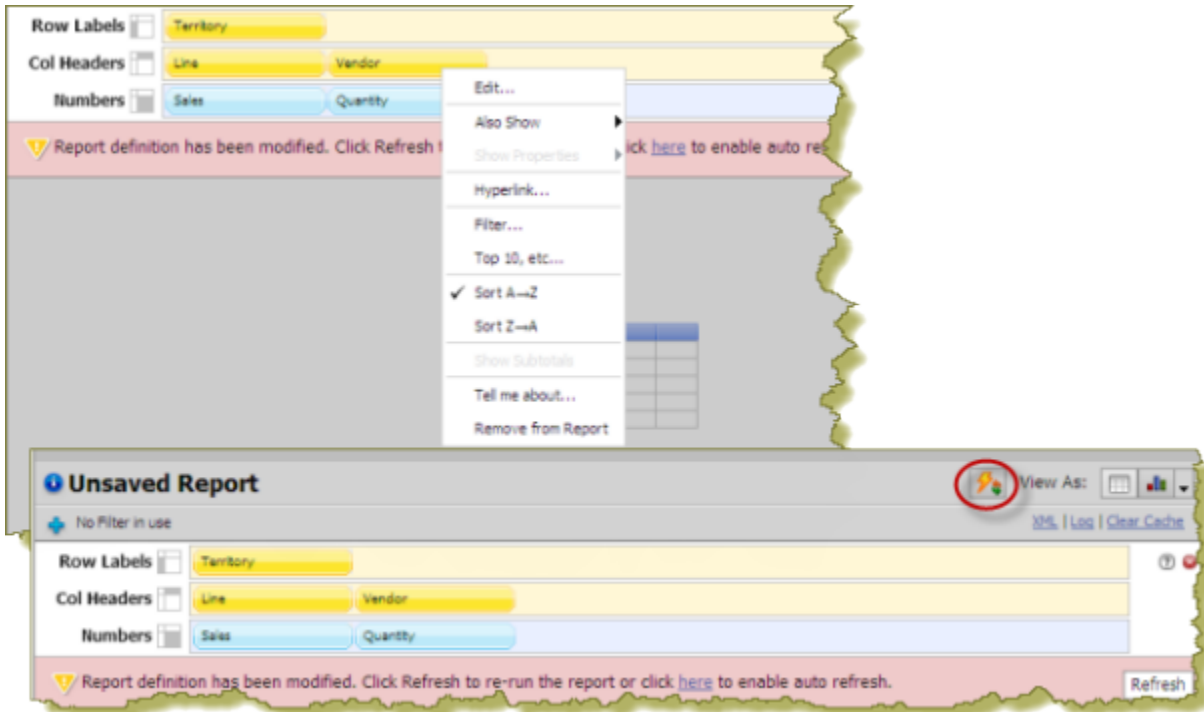 Row Labels Territory
Col Headers Line Vendor
Numbers Sales Quantity
Report definition has been modified. Click Refresh ick here to enable auto re
Edit...
Also Show
Show Properties
Hyperlink...
Filter...
Top 10, etc...
✓ Sort A→Z
Sort Z→A
Show Subtotals
Tell me about...
Remove from Report
Unsaved Report View As:
No Filter in use XML | Log | Clear Cache
Row Labels Territory
Col Headers Line Vendor
Numbers Sales Quantity
Report definition has been modified. Click Refresh to re-run the report or click here to enable auto refresh. Refresh